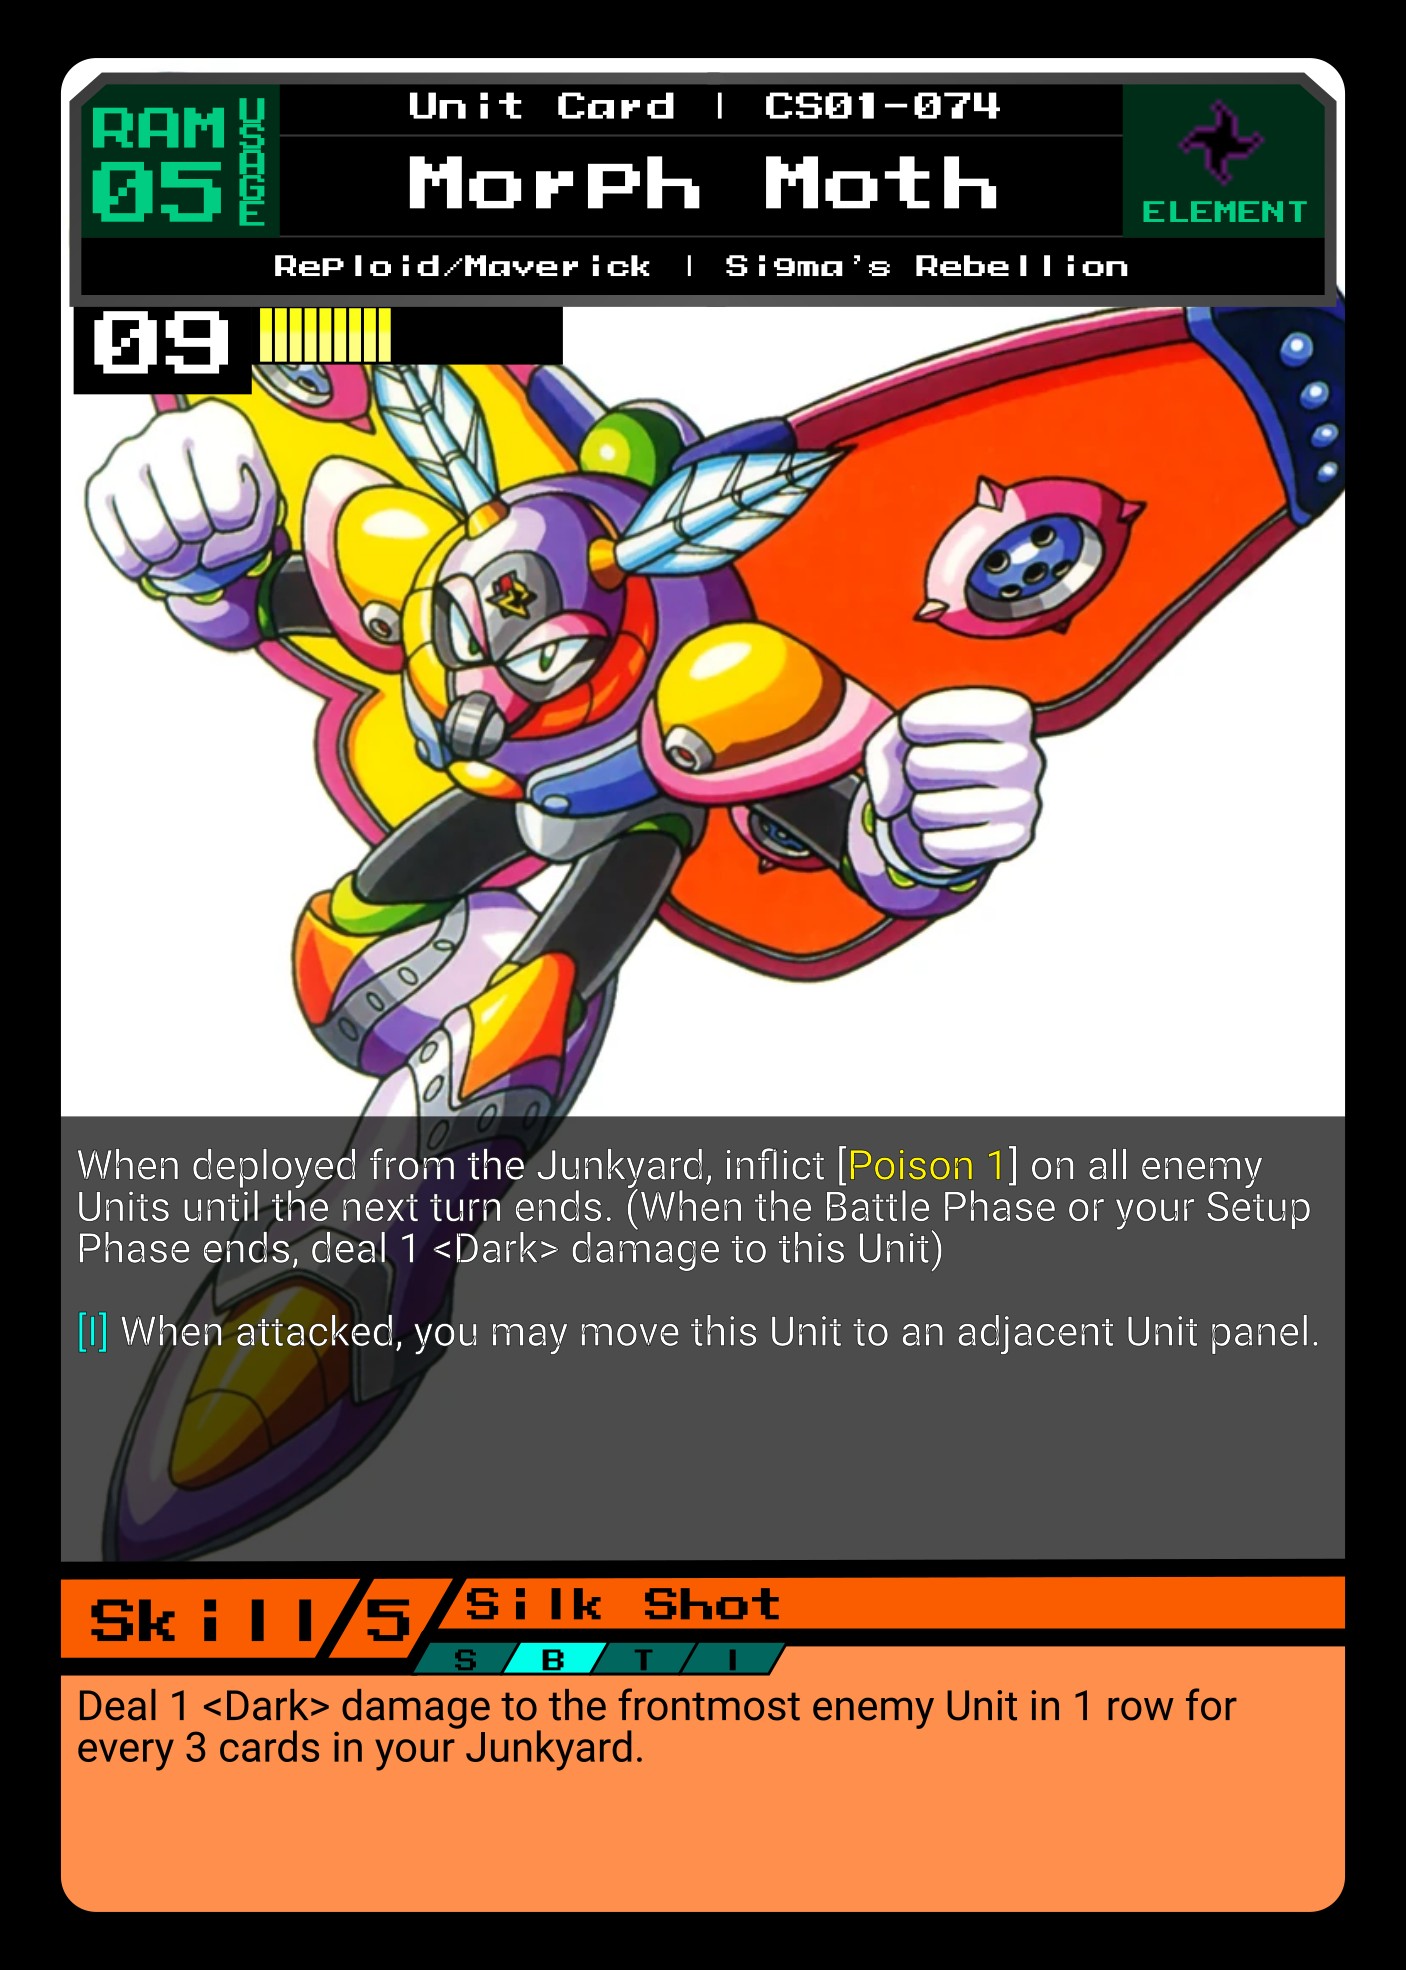 RAM
05
USAGE
Unit Card | CS01-074
Morph Moth
ELEMENT
Reploid/Maverick | Sigma's Rebellion
09
When deployed from the Junkyard, inflict [Poison 1] on all enemy
Units until the next turn ends. (When the Battle Phase or your Setup
Phase ends, deal 1 <Dark> damage to this Unit)
[I] When attacked, you may move this Unit to an adjacent Unit panel.
Skill/5
Silk Shot
S B T I
Deal 1 <Dark> damage to the frontmost enemy Unit in 1 row for
every 3 cards in your Junkyard.